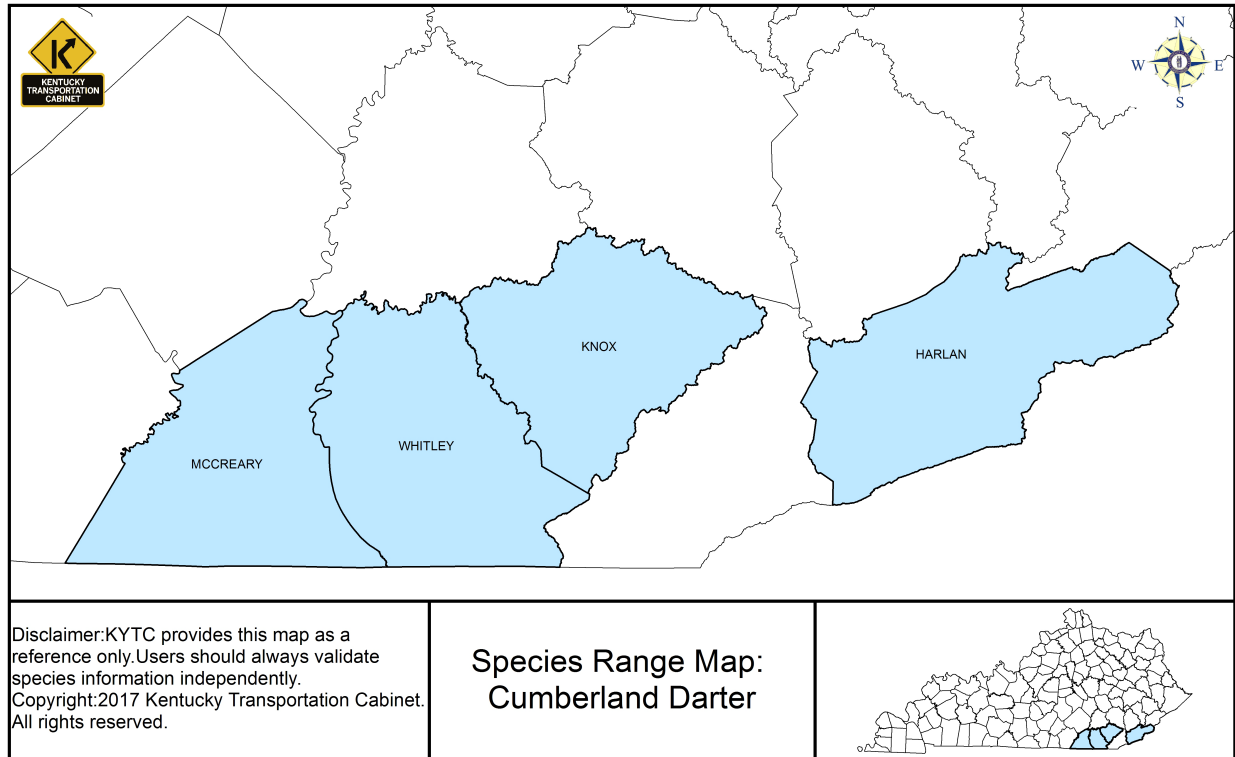 KENTUCKY
TRANSPORTATION
CABINET
N
W E
S
KNOX
HARLAN
WHITLEY
MCCREARY
Disclaimer:KYTC provides this map as a
reference only.Users should always validate
species information independently.
Copyright:2017 Kentucky Transportation Cabinet.
All rights reserved.
Species Range Map:
Cumberland Darter